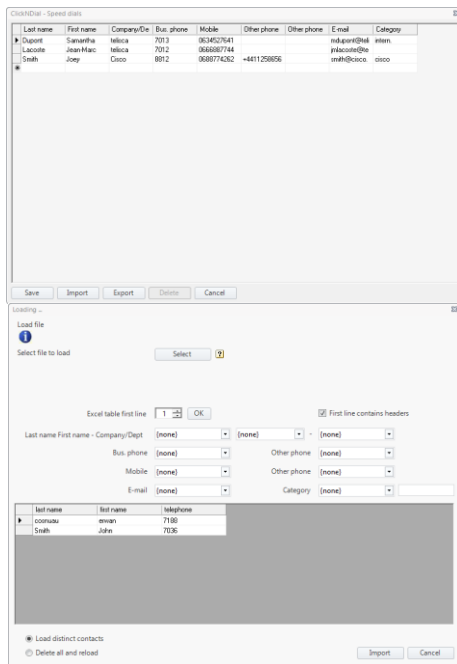 ClickNDial - Speed dials
Last name First name Company/De Bus. phone Mobile Other phone Other phone E-mail Category
Dupont Samantha telisca 7013 0634527641 mdupont@teli intern.
Lacoste Jean-Marc telisca 7012 0666887744 jmlacoste@te
Smith Joey Cisco 8812 0688774262 +4411258656 smith@cisco. cisco
Save Import Export Delete Cancel
Loading ..
Load file
Select file to load Select ?
Excel table first line 1 OK First line contains headers
Last name First name - Company/Dept (none) (none) - (none)
Bus. phone (none) Other phone (none)
Mobile (none) Other phone (none)
E-mail (none) Category (none)
last name first name telephone
cosnuau erwan 7188
Smith John 7036
Load distinct contacts
Delete all and reload Import Cancel